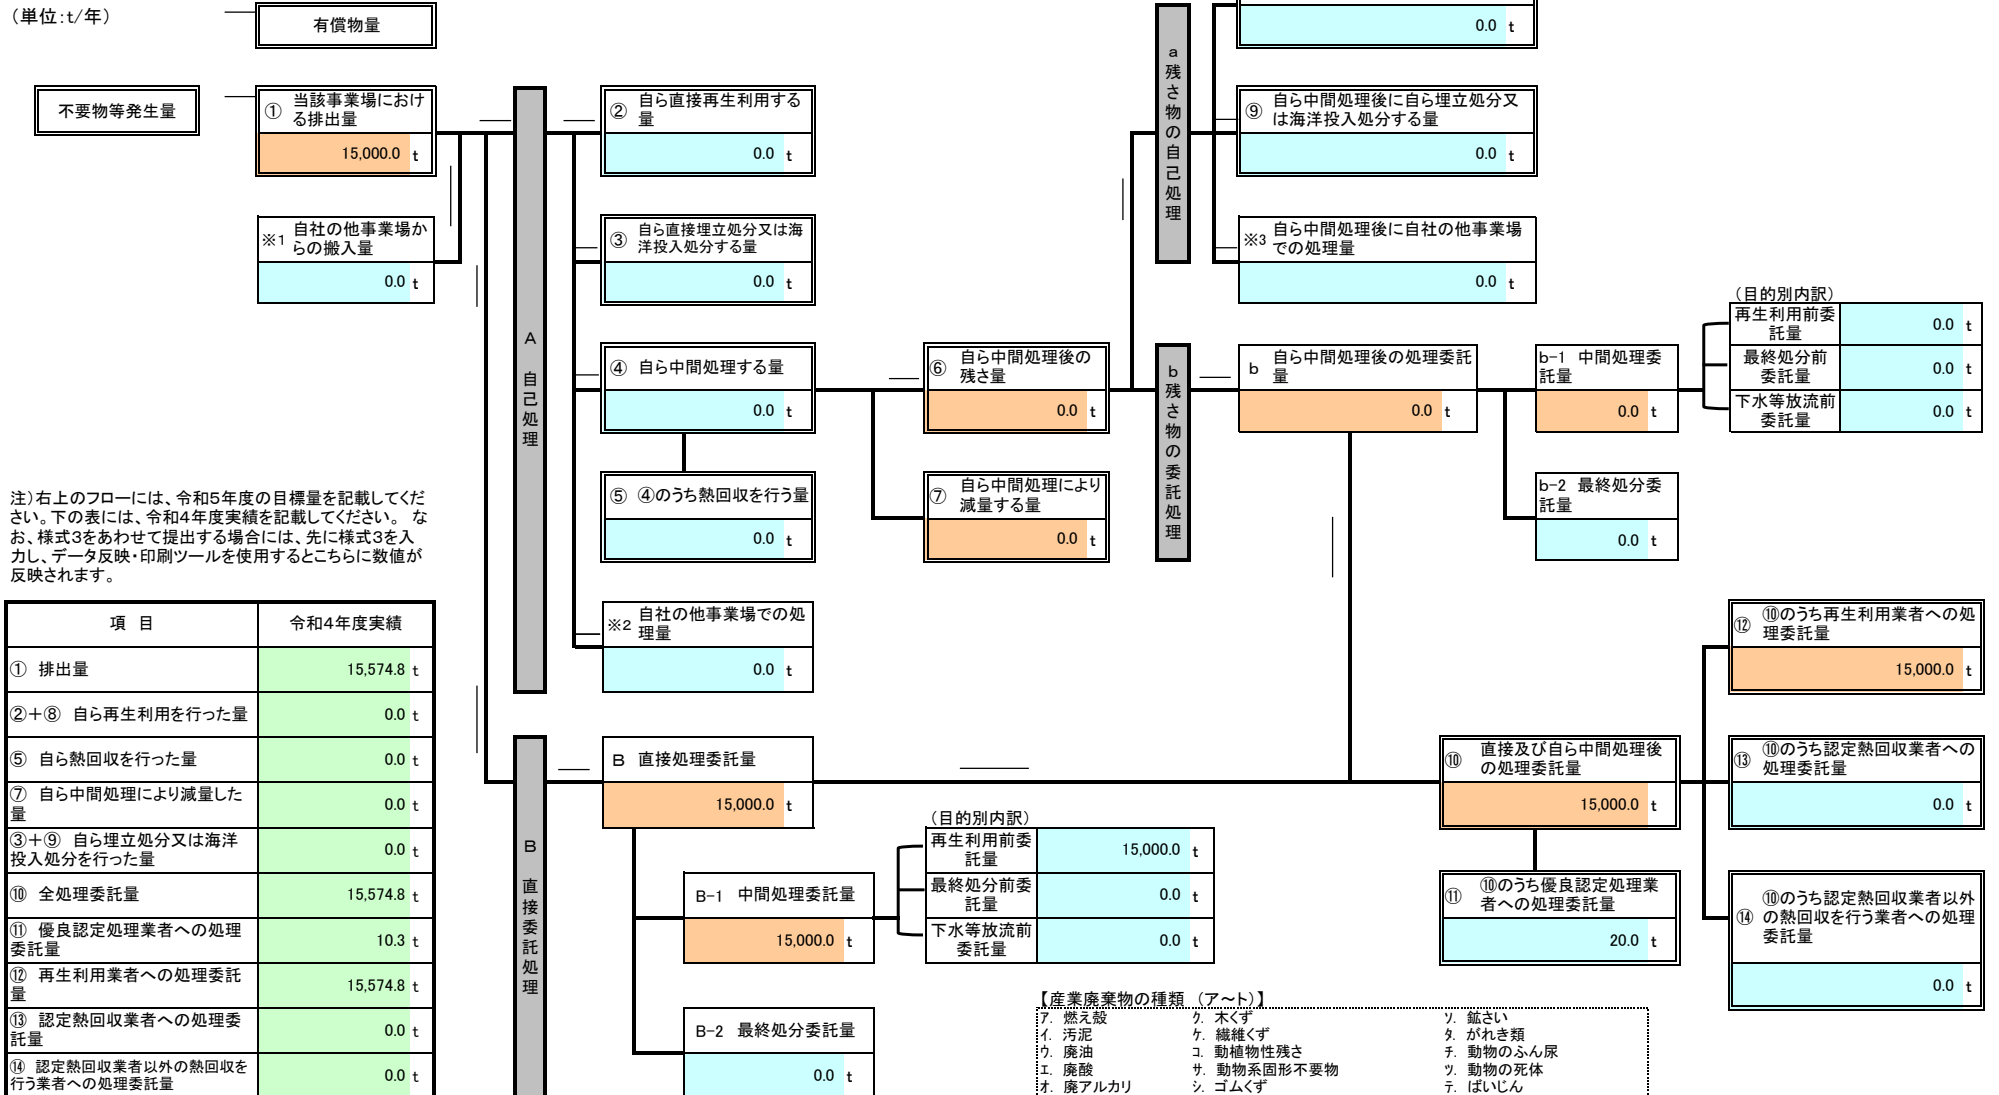 （単位:t/年）
有償物量
不要物等発生量
① 当該事業場におけ
る排出量
15,000.0 t
※1 自社の他事業場か
らの搬入量
0.0 t
A 自己処理
② 自ら直接再生利用する
量
0.0 t
③ 自ら直接埋立処分又は海
洋投入処分する量
0.0 t
④ 自ら中間処理する量
0.0 t
⑤ ④のうち熱回収を行う量
0.0 t
※2 自社の他事業場での処
理量
0.0 t
⑥ 自ら中間処理後の
残さ量
0.0 t
⑦ 自ら中間処理により
減量する量
0.0 t
a 残さ物の自己処理
0.0 t
⑨ 自ら中間処理後に自ら埋立処分又
は海洋投入処分する量
0.0 t
※3 自ら中間処理後に自社の他事業場
での処理量
0.0 t
b 残さ物の委託処理
b 自ら中間処理後の処理委託
量
0.0 t
b-1 中間処理委
託量
0.0 t
（目的別内訳）
再生利用前委
託量
0.0 t
最終処分前
委託量
0.0 t
下水等放流前
委託量
0.0 t
b-2 最終処分委
託量
0.0 t
注）右上のフローには、令和5年度の目標量を記載してくだ
さい。下の表には、令和4年度実績を記載してください。 な
お、様式3をあわせて提出する場合には、先に様式3を入
力し、データ反映・印刷ツールを使用するとこちらに数値が
反映されます。
項 目 令和4年度実績
① 排出量 15,574.8 t
②＋⑧ 自ら再生利用を行った量 0.0 t
⑤ 自ら熱回収を行った量 0.0 t
⑦ 自ら中間処理により減量した
量 0.0 t
③＋⑨ 自ら埋立処分又は海洋
投入処分を行った量 0.0 t
⑩ 全処理委託量 15,574.8 t
⑪ 優良認定処理業者への処理
委託量 10.3 t
⑫ 再生利用業者への処理委託
量 15,574.8 t
⑬ 認定熱回収業者への処理委
託量 0.0 t
⑭ 認定熱回収業者以外の熱回収を
行う業者への処理委託量 0.0 t
B 直接委託処理
B 直接処理委託量
15,000.0 t
B-1 中間処理委託量
15,000.0 t
（目的別内訳）
再生利用前委
託量
15,000.0 t
最終処分前委
託量
0.0 t
下水等放流前
委託量
0.0 t
B-2 最終処分委託量
0.0 t
⑩ 直接及び自ら中間処理後
の処理委託量
15,000.0 t
⑪ ⑩のうち優良認定処理業
者への処理委託量
20.0 t
⑫ ⑩のうち再生利用業者への処
理委託量
15,000.0 t
⑬ ⑩のうち認定熱回収業者への
処理委託量
0.0 t
⑭ ⑩のうち認定熱回収業者以外
の熱回収を行う業者への処理
委託量
0.0 t
【産業廃棄物の種類 （ア～ト）】
ア. 燃え殻 ク. 木くず ソ. 鉱さい
イ. 汚泥 ケ. 繊維くず タ. がれき類
ウ. 廃油 コ. 動植物性残さ チ. 動物のふん尿
エ. 廃酸 サ. 動物系固形不要物 ツ. 動物の死体
オ. 廃アルカリ シ. ゴムくず テ. ばいじん